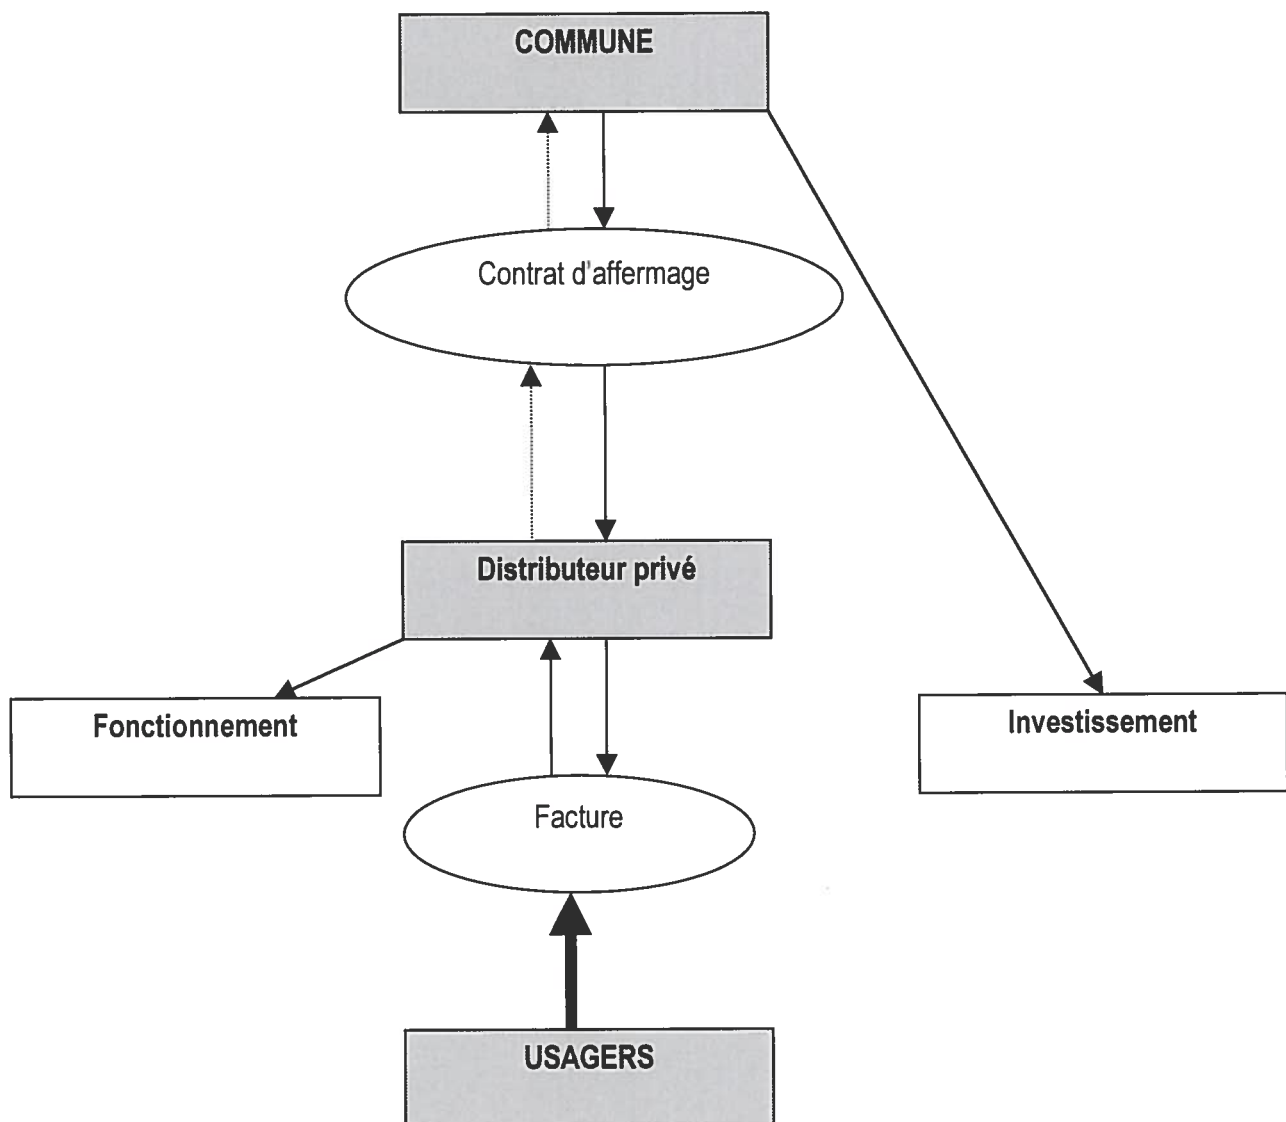 COMMUNE
Contrat d'affermage
Distributeur privé
Fonctionnement
Investissement
Facture
USAGERS